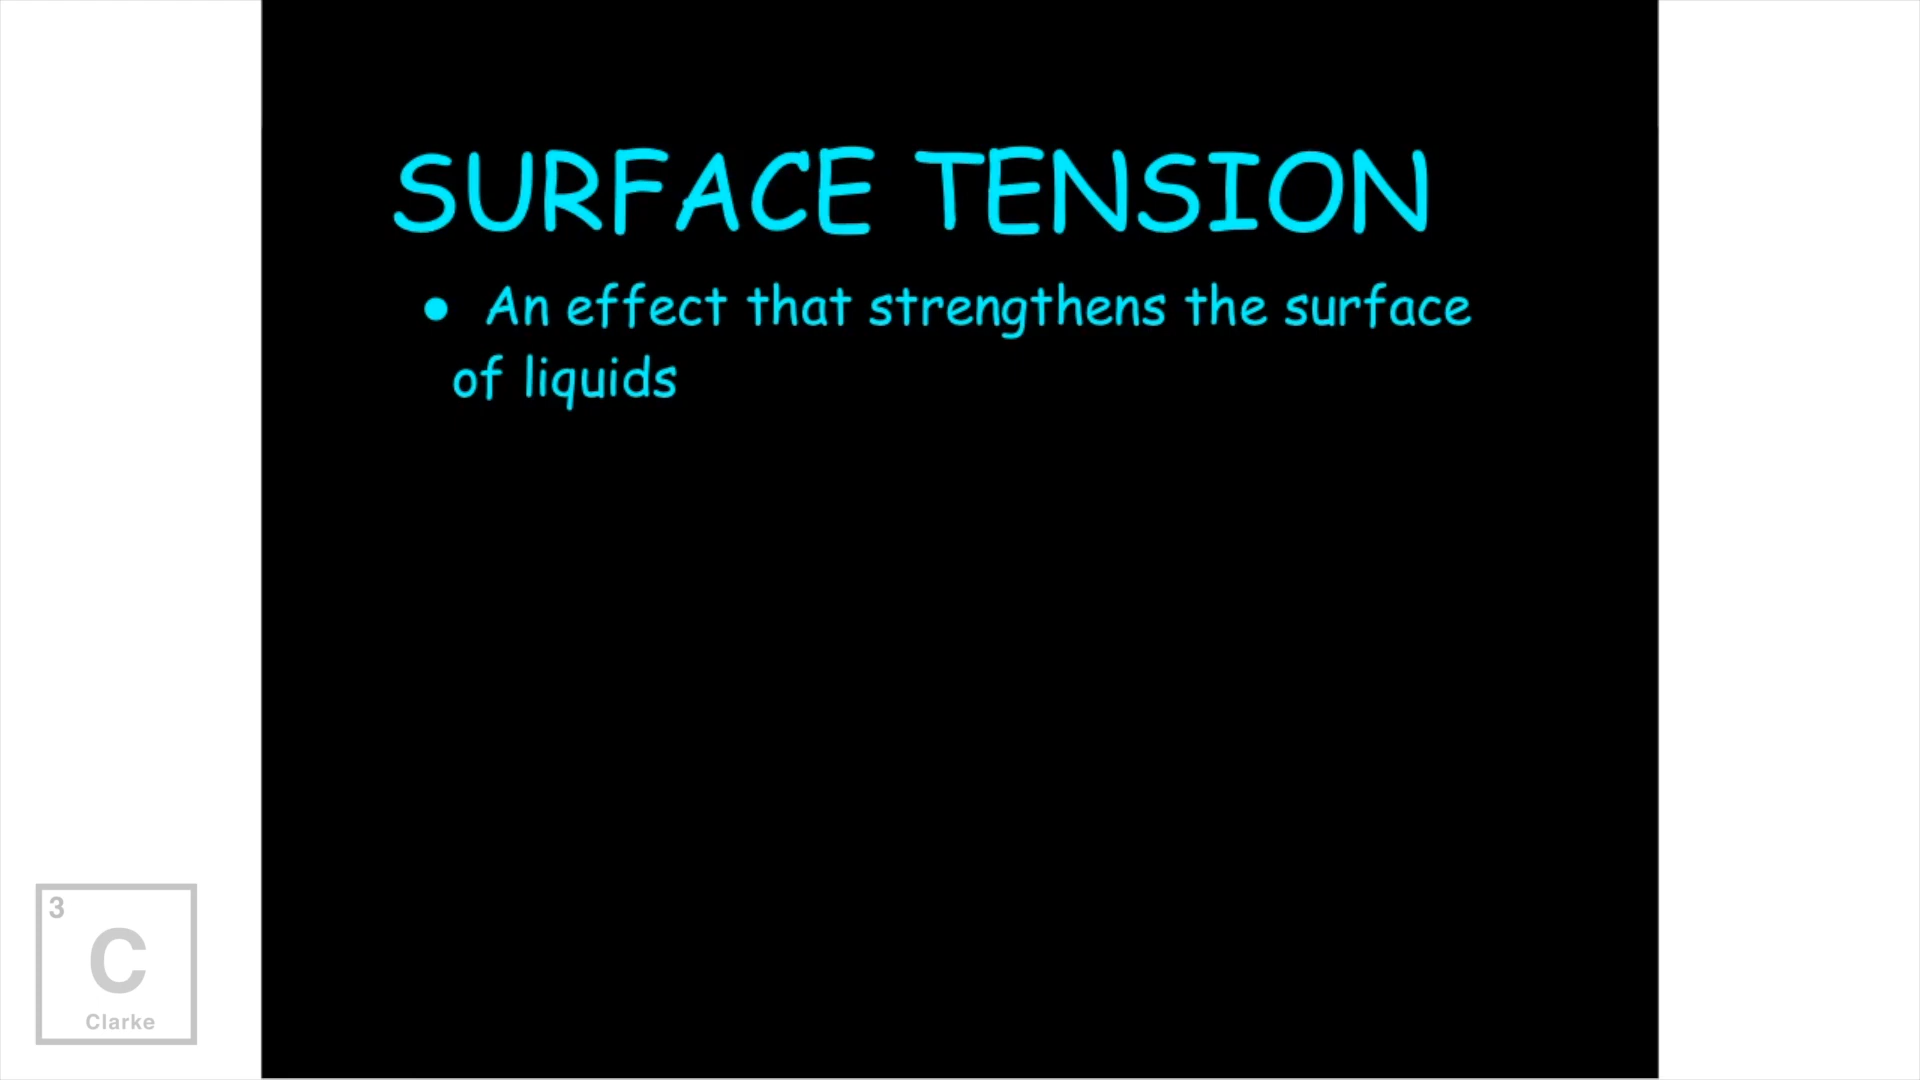 SURFACE TENSION
● An effect that strengthens the surface
of liquids
3
C
Clarke